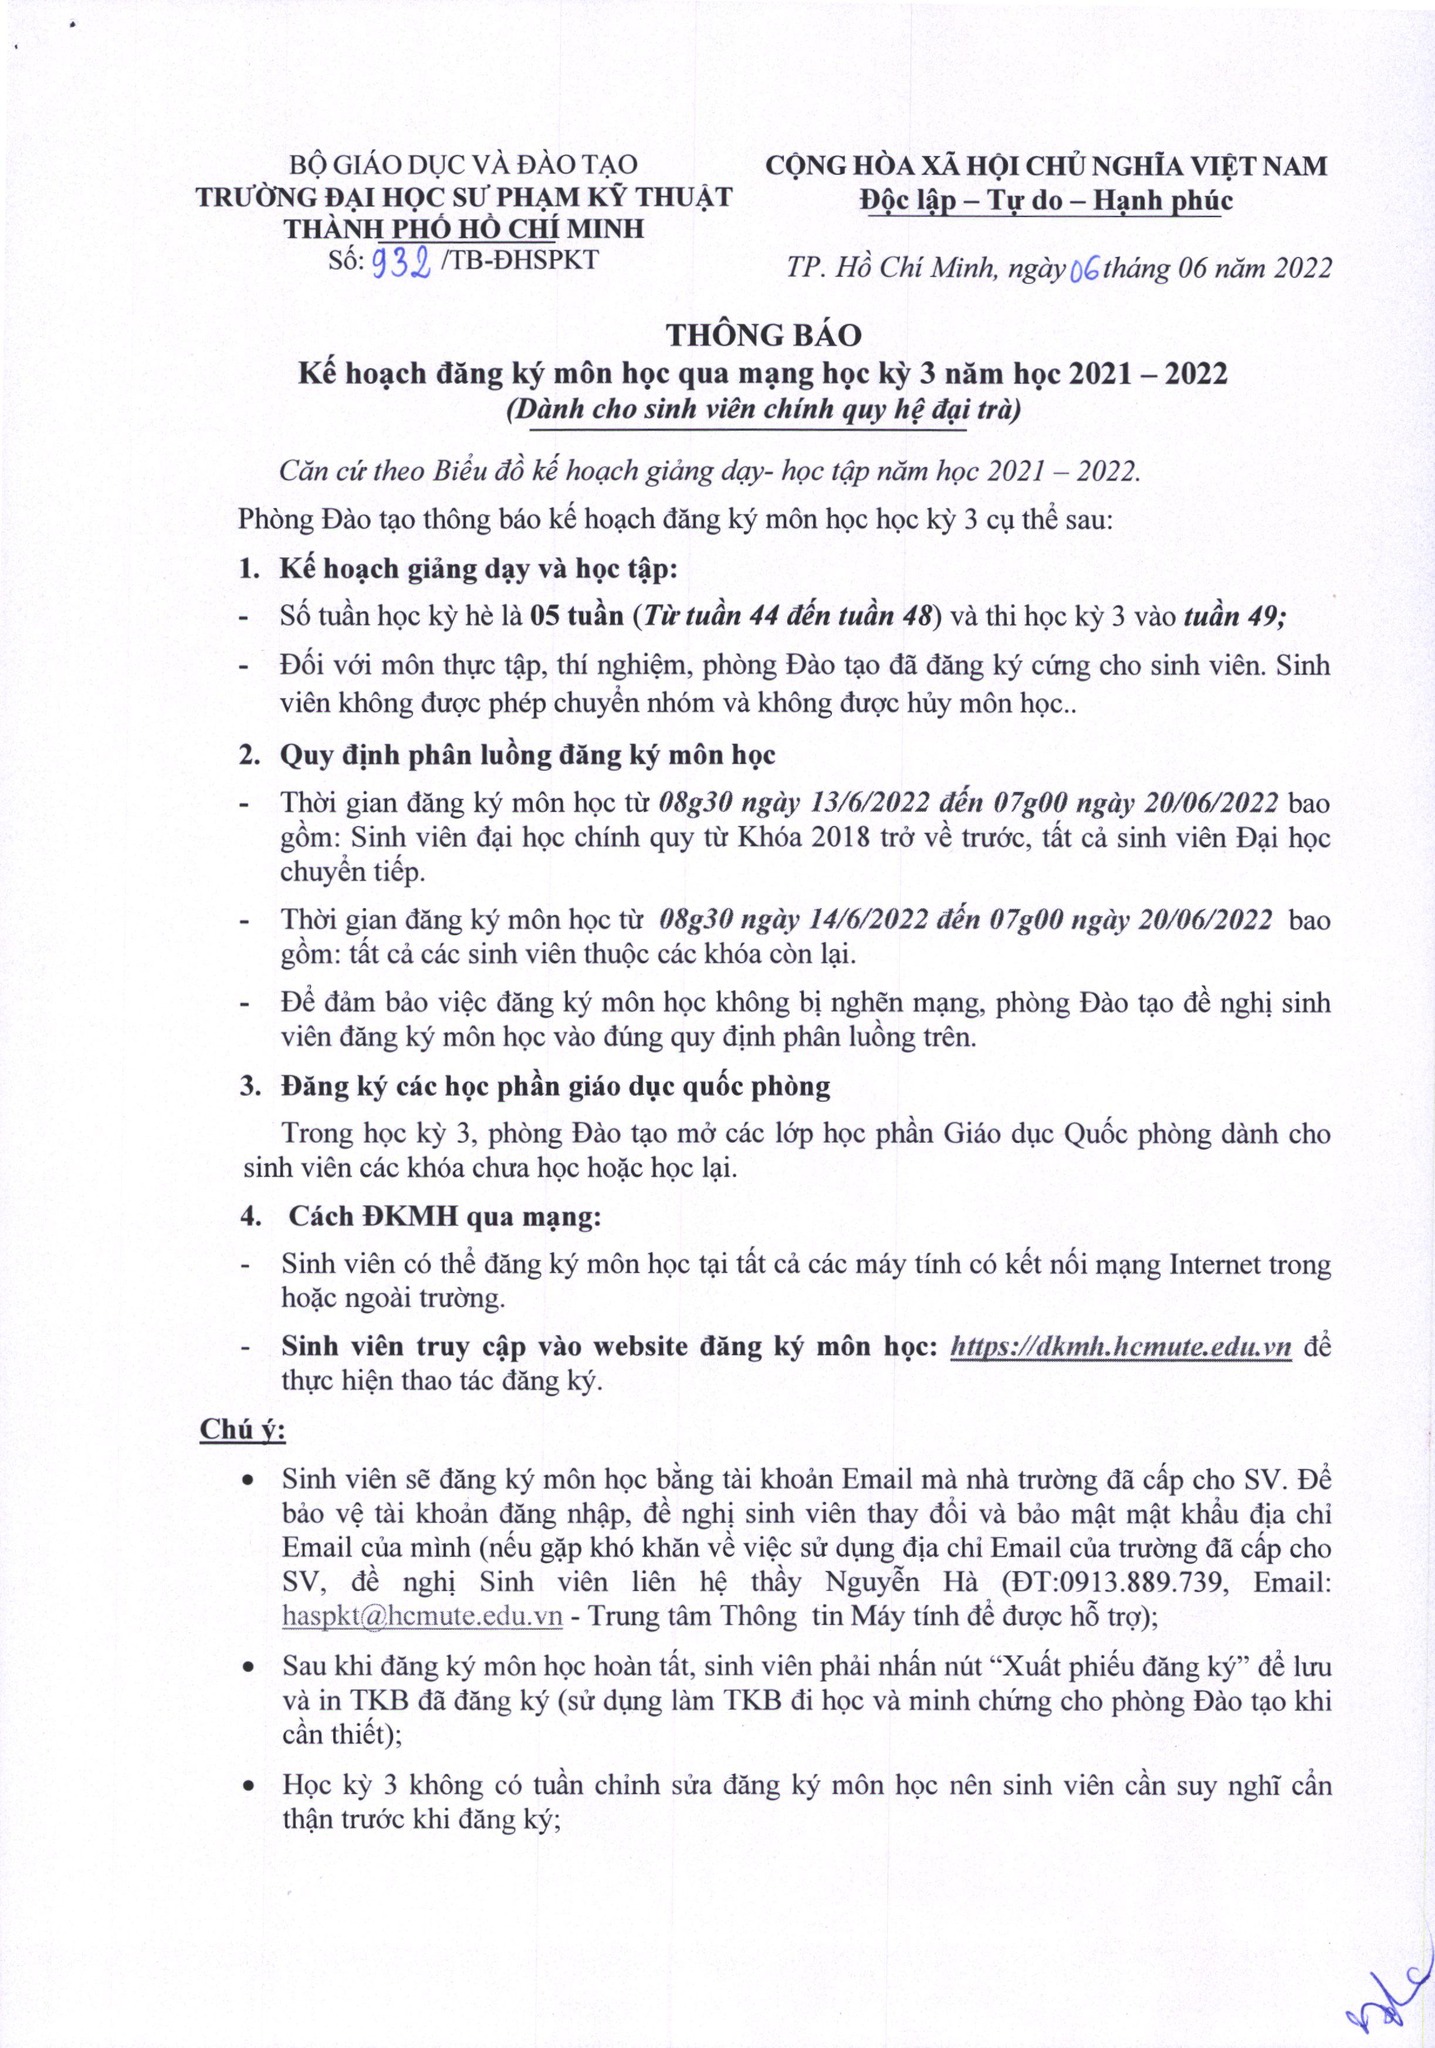 BỘ GIÁO DỤC VÀ ĐÀO TẠO
TRƯỜNG ĐẠI HỌC SƯ PHẠM KỸ THUẬT
THÀNH PHỐ HỒ CHÍ MINH
Số: 932 /TB-ĐHSPKT
CỘNG HÒA XÃ HỘI CHỦ NGHĨA VIỆT NAM
Độc lập – Tự do – Hạnh phúc
TP. Hồ Chí Minh, ngày 06 tháng 06 năm 2022
THÔNG BÁO
Kế hoạch đăng ký môn học qua mạng học kỳ 3 năm học 2021 – 2022
(Dành cho sinh viên chính quy hệ đại trà)
Căn cứ theo Biểu đồ kế hoạch giảng dạy- học tập năm học 2021 – 2022.
Phòng Đào tạo thông báo kế hoạch đăng ký môn học học kỳ 3 cụ thể sau:
1. Kế hoạch giảng dạy và học tập:
- Số tuần học kỳ hè là 05 tuần (Từ tuần 44 đến tuần 48) và thi học kỳ 3 vào tuần 49;
- Đối với môn thực tập, thí nghiệm, phòng Đào tạo đã đăng ký cứng cho sinh viên. Sinh
viên không được phép chuyển nhóm và không được hủy môn học..
2. Quy định phân luồng đăng ký môn học
- Thời gian đăng ký môn học từ 08g30 ngày 13/6/2022 đến 07g00 ngày 20/06/2022 bao
gồm: Sinh viên đại học chính quy từ Khóa 2018 trở về trước, tất cả sinh viên Đại học
chuyển tiếp.
- Thời gian đăng ký môn học từ 08g30 ngày 14/6/2022 đến 07g00 ngày 20/06/2022 bao
gồm: tất cả các sinh viên thuộc các khóa còn lại.
- Để đảm bảo việc đăng ký môn học không bị nghẽn mạng, phòng Đào tạo đề nghị sinh
viên đăng ký môn học vào đúng quy định phân luồng trên.
3. Đăng ký các học phần giáo dục quốc phòng
Trong học kỳ 3, phòng Đào tạo mở các lớp học phần Giáo dục Quốc phòng dành cho
sinh viên các khóa chưa học hoặc học lại.
4. Cách ĐKMH qua mạng:
- Sinh viên có thể đăng ký môn học tại tất cả các máy tính có kết nối mạng Internet trong
hoặc ngoài trường.
- Sinh viên truy cập vào website đăng ký môn học: https://dkmh.hcmute.edu.vn để
thực hiện thao tác đăng ký.
Chú ý:
• Sinh viên sẽ đăng ký môn học bằng tài khoản Email mà nhà trường đã cấp cho SV. Để
bảo vệ tài khoản đăng nhập, đề nghị sinh viên thay đổi và bảo mật mật khẩu địa chỉ
Email của mình (nếu gặp khó khăn về việc sử dụng địa chỉ Email của trường đã cấp cho
SV, đề nghị Sinh viên liên hệ thầy Nguyễn Hà (ĐT:0913.889.739, Email:
haspkt@hcmute.edu.vn - Trung tâm Thông tin Máy tính để được hỗ trợ);
• Sau khi đăng ký môn học hoàn tất, sinh viên phải nhấn nút “Xuất phiếu đăng ký” để lưu
và in TKB đã đăng ký (sử dụng làm TKB đi học và minh chứng cho phòng Đào tạo khi
cần thiết);
• Học kỳ 3 không có tuần chỉnh sửa đăng ký môn học nên sinh viên cần suy nghĩ cẩn
thận trước khi đăng ký;